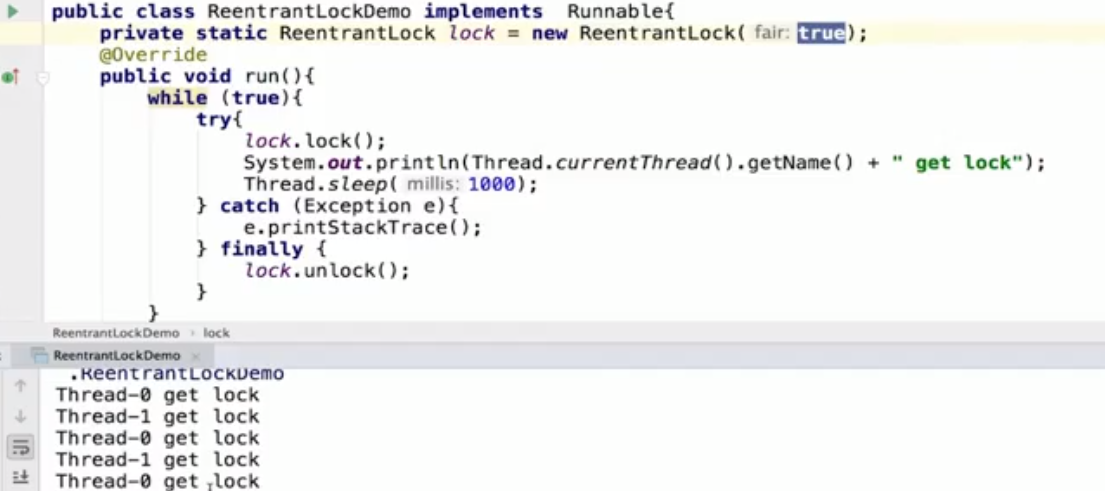 public class ReentrantLockDemo implements Runnable{
private static ReentrantLock lock = new ReentrantLock( fair: true);
@Override
public void run(){
while (true){
try{
lock.lock();
System.out.println(Thread.currentThread().getName() + " get lock");
Thread.sleep( millis: 1000);
} catch (Exception e){
e.printStackTrace();
} finally {
lock.unlock();
}
}
ReentrantLockDemo › lock
ReentrantLockDemo ×
.ReentrantLockDemo
Thread-0 get lock
Thread-1 get lock
Thread-0 get lock
Thread-1 get lock
Thread-0 get lock